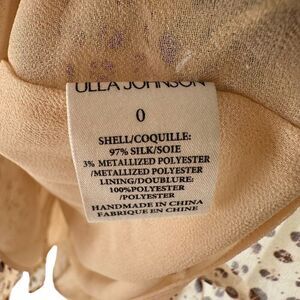 ULLA JOHNSON
0
SHELL/COQUILLE:
97% SILK/SOIE
3% METALLIZED POLYESTER
/METALLIZED POLYESTER
LINING/DOUBLURE:
100%POLYESTER
/POLYESTER
HANDMADE IN CHINA
FABRIQUE EN CHINE